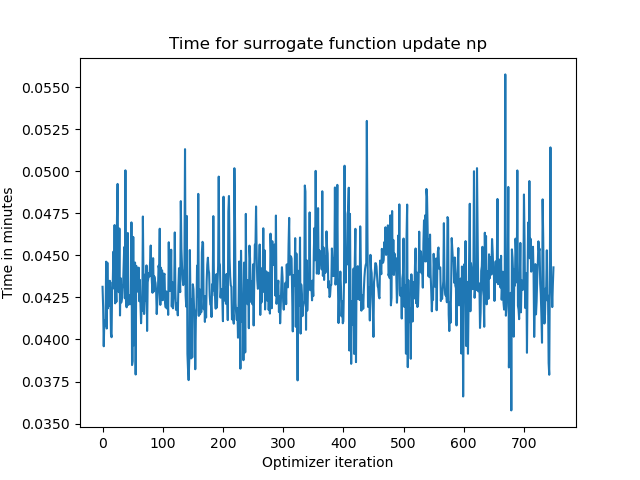 Time for surrogate function update np
Time in minutes
0.0550
0.0525
0.0500
0.0475
0.0450
0.0425
0.0400
0.0375
0.0350
0 100 200 300 400 500 600 700
Optimizer iteration